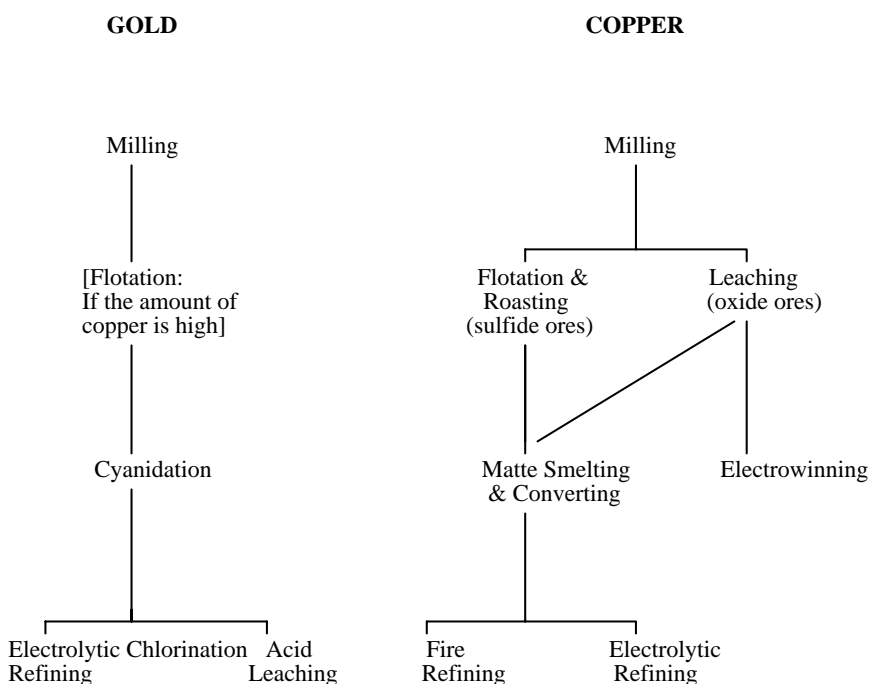 GOLD
COPPER
Milling
Milling
[Flotation:
If the amount of
copper is high]
Flotation &
Roasting
(sulfide ores)
Leaching
(oxide ores)
Cyanidation
Matte Smelting
& Converting
Electrowinning
Electrolytic
Refining
Chlorination
Acid
Leaching
Fire
Refining
Electrolytic
Refining